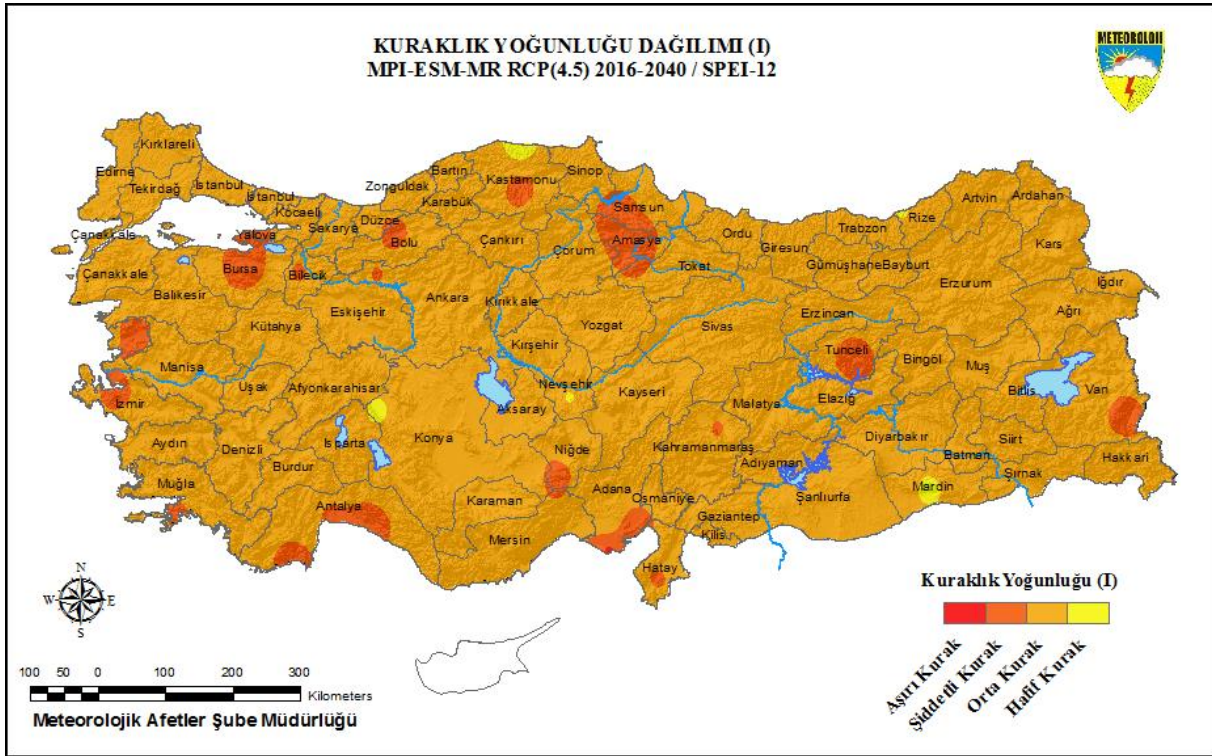 KURAKLIK YOĞUNLUĞU DAĞILIMI (I)
MPI-ESM-MR RCP(4.5) 2016-2040 / SPEI-12
METEOROLOJI
Kırklareli
Edirne
Tekirdağ
İstanbul
İstanbul
Kocaeli
Sakarya
Yalova
Çanakkale
Çanakkale
Bursa
Bilecik
Balıkesir
Düzce
Bolu
Zonguldak
Bartın
Karabük
Kastamonu
Sinop
Çankırı
Samsun
Amasya
Çorum
Tokat
Ordu
Giresun
Trabzon
Rize
Artvin
Ardahan
Kars
Gümüşhane
Bayburt
Erzurum
Iğdır
Ağrı
Erzincan
Sivas
Yozgat
Kırıkkale
Ankara
Eskişehir
Kütahya
Manisa
Uşak
Afyonkarahisar
İzmir
Kırşehir
Nevşehir
Aksaray
Kayseri
Tunceli
Bingöl
Muş
Bitlis
Van
Elazığ
Malatya
Diyarbakır
Batman
Siirt
Şırnak
Hakkari
Mardin
Şanlıurfa
Adıyaman
Kahramanmaraş
Gaziantep
Kilis
Osmaniye
Adana
Niğde
Konya
Karaman
Mersin
Hatay
Isparta
Burdur
Denizli
Aydın
Muğla
Antalya
N
W
E
S
100 50 0 100 200 300
Kilometers
Meteorolojik Afetler Şube Müdürlüğü
Kuraklık Yoğunluğu (I)
Aşırı Kurak
Şiddetli Kurak
Orta Kurak
Hafif Kurak